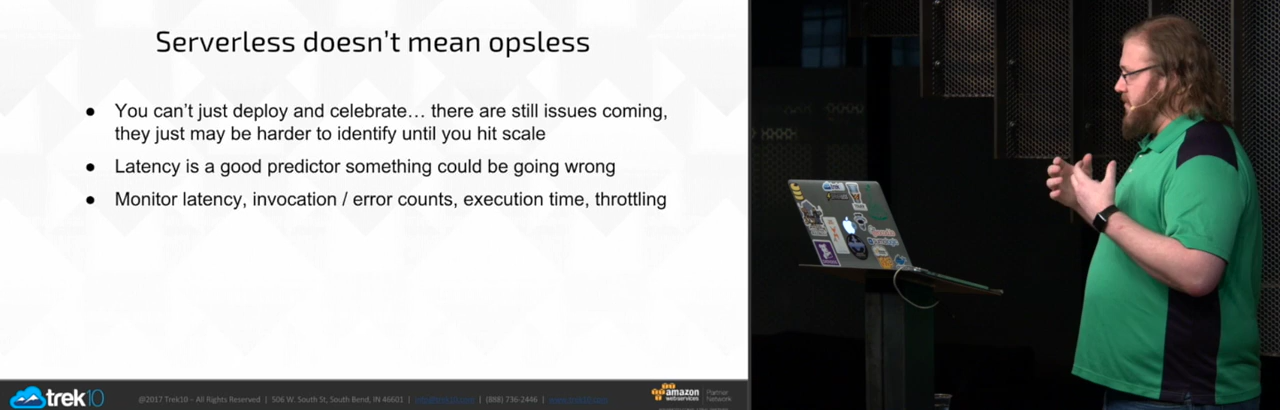 Serverless doesn't mean opsless
● You can't just deploy and celebrate… there are still issues coming,
they just may be harder to identify until you hit scale
● Latency is a good predictor something could be going wrong
● Monitor latency, invocation / error counts, execution time, throttling
trek10
@2017 Trek10 – All Rights Reserved | 506 W. South St, South Bend, IN 46601 | | (888) 736-2446 |
amazon
web services
Partner
Network